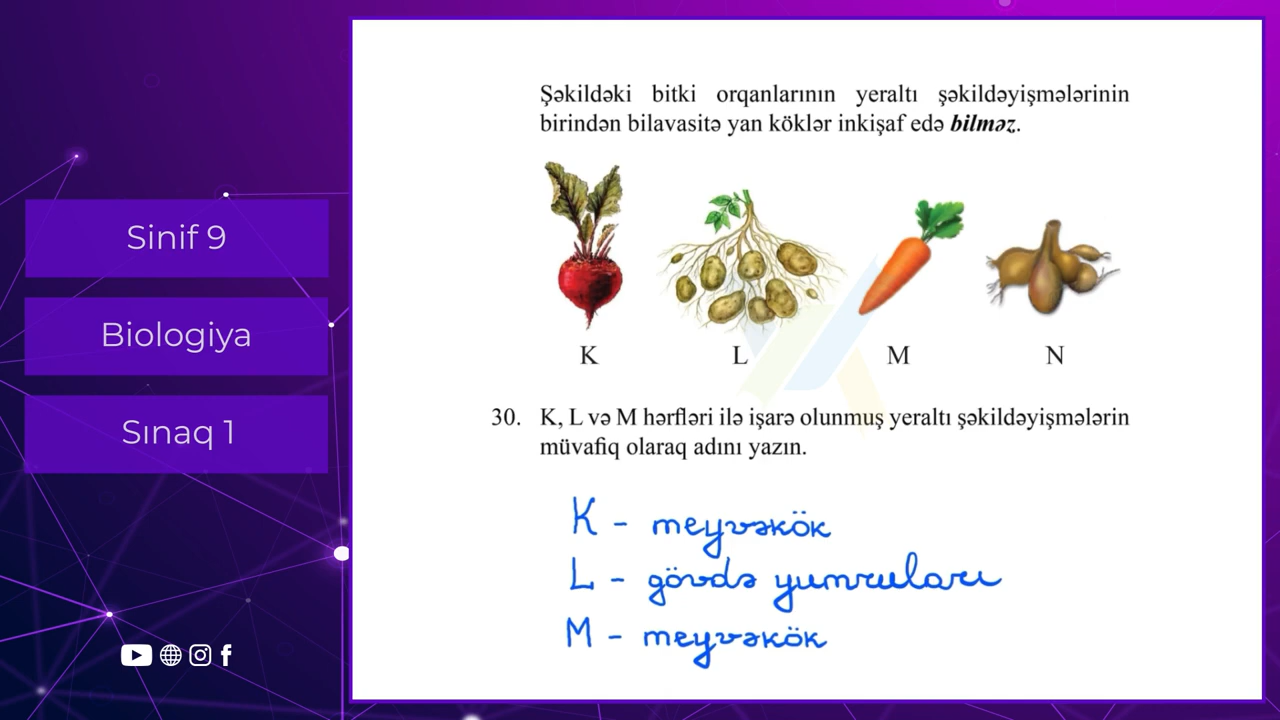 Sinif 9
Biologiya
Sınaq 1
Şəkildəki bitki orqanlarının yeraltı şəkildəyişmələrinin
birindən bilavasitə yan köklər inkişaf edə bilməz.
K L M N
30. K, L və M hərfləri ilə işarə olunmuş yeraltı şəkildəyişmələrin
müvafiq olaraq adını yazın.
K - meyvəkök
L - gövdə yumruları
M - meyvəkök